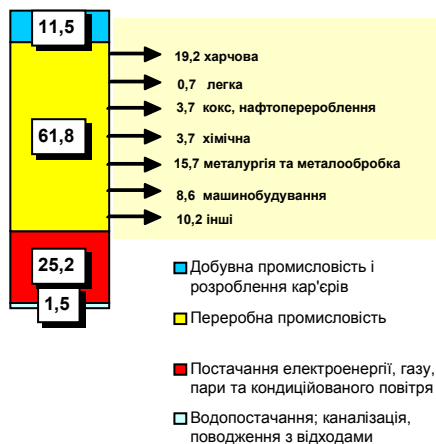 11,5
19,2 харчова
0,7 легка
3,7 кокс, нафтоперероблення
61,8
3,7 хімічна
15,7 металургія та металообробка
8,6 машинобудування
10,2 інші
25,2
1,5
Добувна промисловість і
розроблення кар'єрів
Переробна промисловість
Постачання електроенергії, газу,
пари та кондиційованого повітря
Водопостачання; каналізація,
поводження з відходами